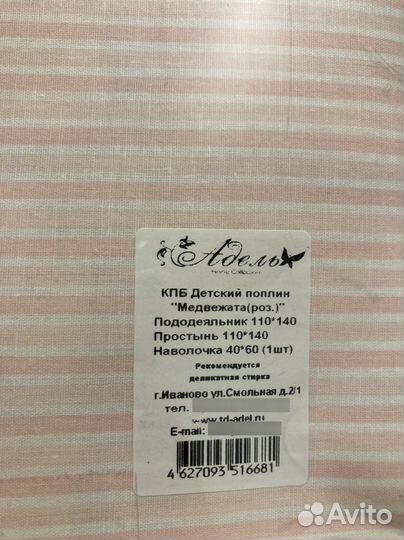 Адель
Home Collection
КПБ Детский поплин
"Медвежата(роз.)"
Пододеяльник 110*140
Простынь 110*140
Наволочка 40*60 (1шт)
Рекомендуется
деликатная стирка
г.Иваново ул.Смольная д.2/1
тел.
www.td-adel.ru
E-mail:
4 627093 516681
Avito